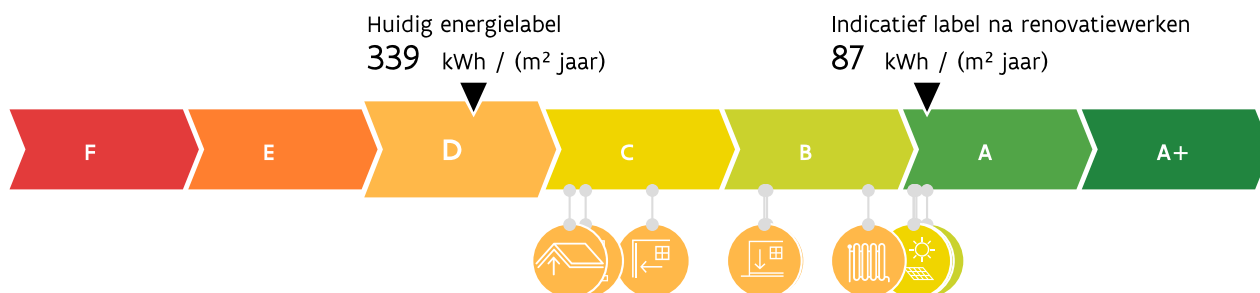 Huidig energielabel
339 kWh / (m² jaar)
Indicatief label na renovatiewerken
87 kWh / (m² jaar)
F E D C B A A+